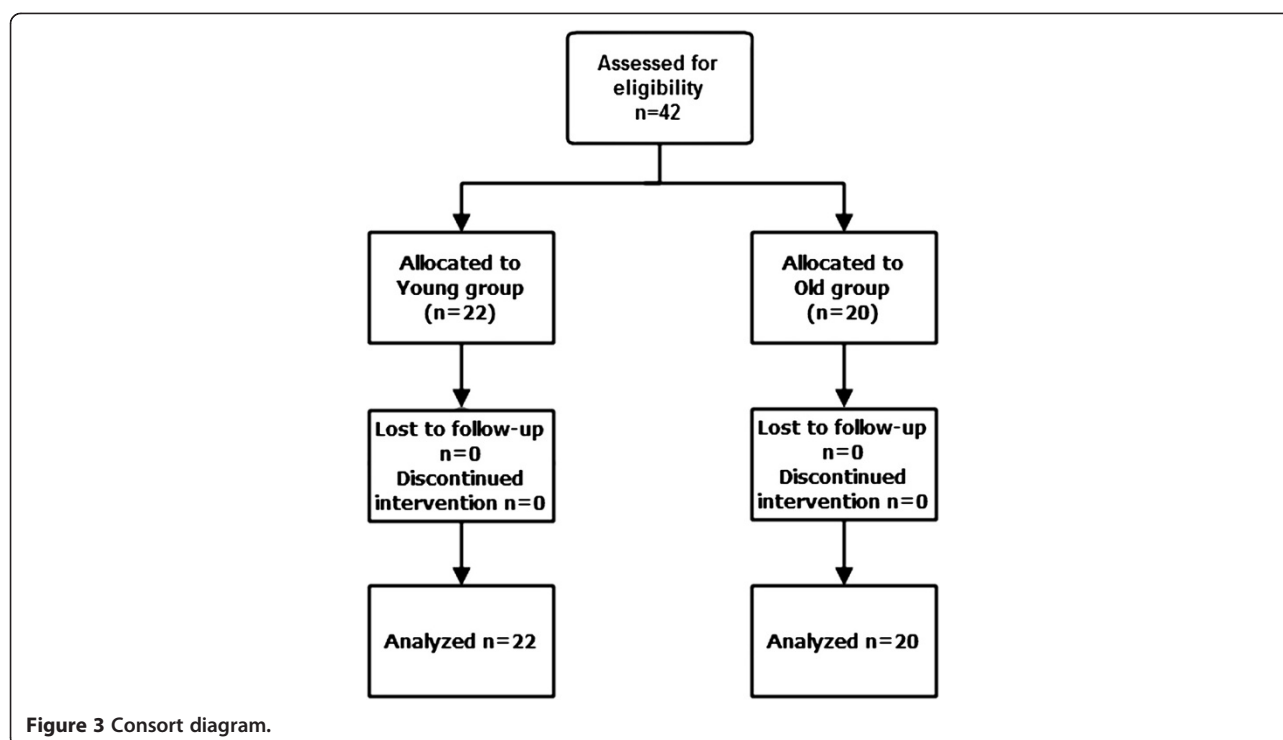 Assessed for
eligibility
n=42
Allocated to
Young group
(n=22)
Allocated to
Old group
(n=20)
Lost to follow-up
n=0
Discontinued
intervention n=0
Lost to follow-up
n=0
Discontinued
intervention n=0
Analyzed n=22
Analyzed n=20
Figure 3 Consort diagram.